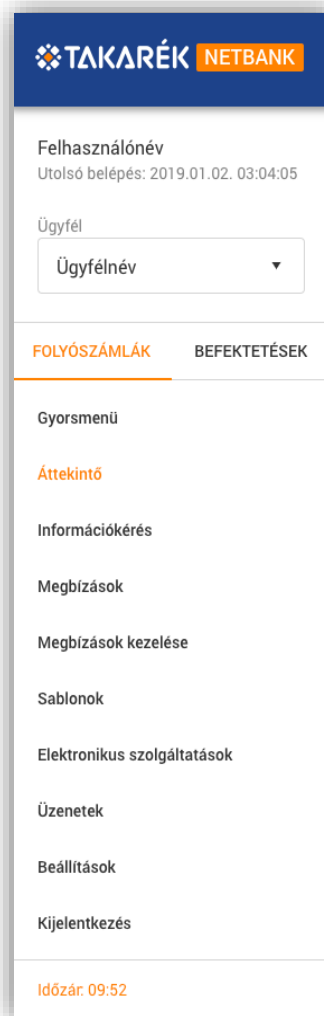 TAKARÉK NETBANK
Felhasználónév
Utolsó belépés: 2019.01.02. 03:04:05
Ügyfél
Ügyfélnév
FOLYÓSZÁMLÁK BEFEKTETÉSEK
Gyorsmenü
Áttekintő
Információkérés
Megbízások
Megbízások kezelése
Sablonok
Elektronikus szolgáltatások
Üzenetek
Beállítások
Kijelentkezés
Időzár: 09:52